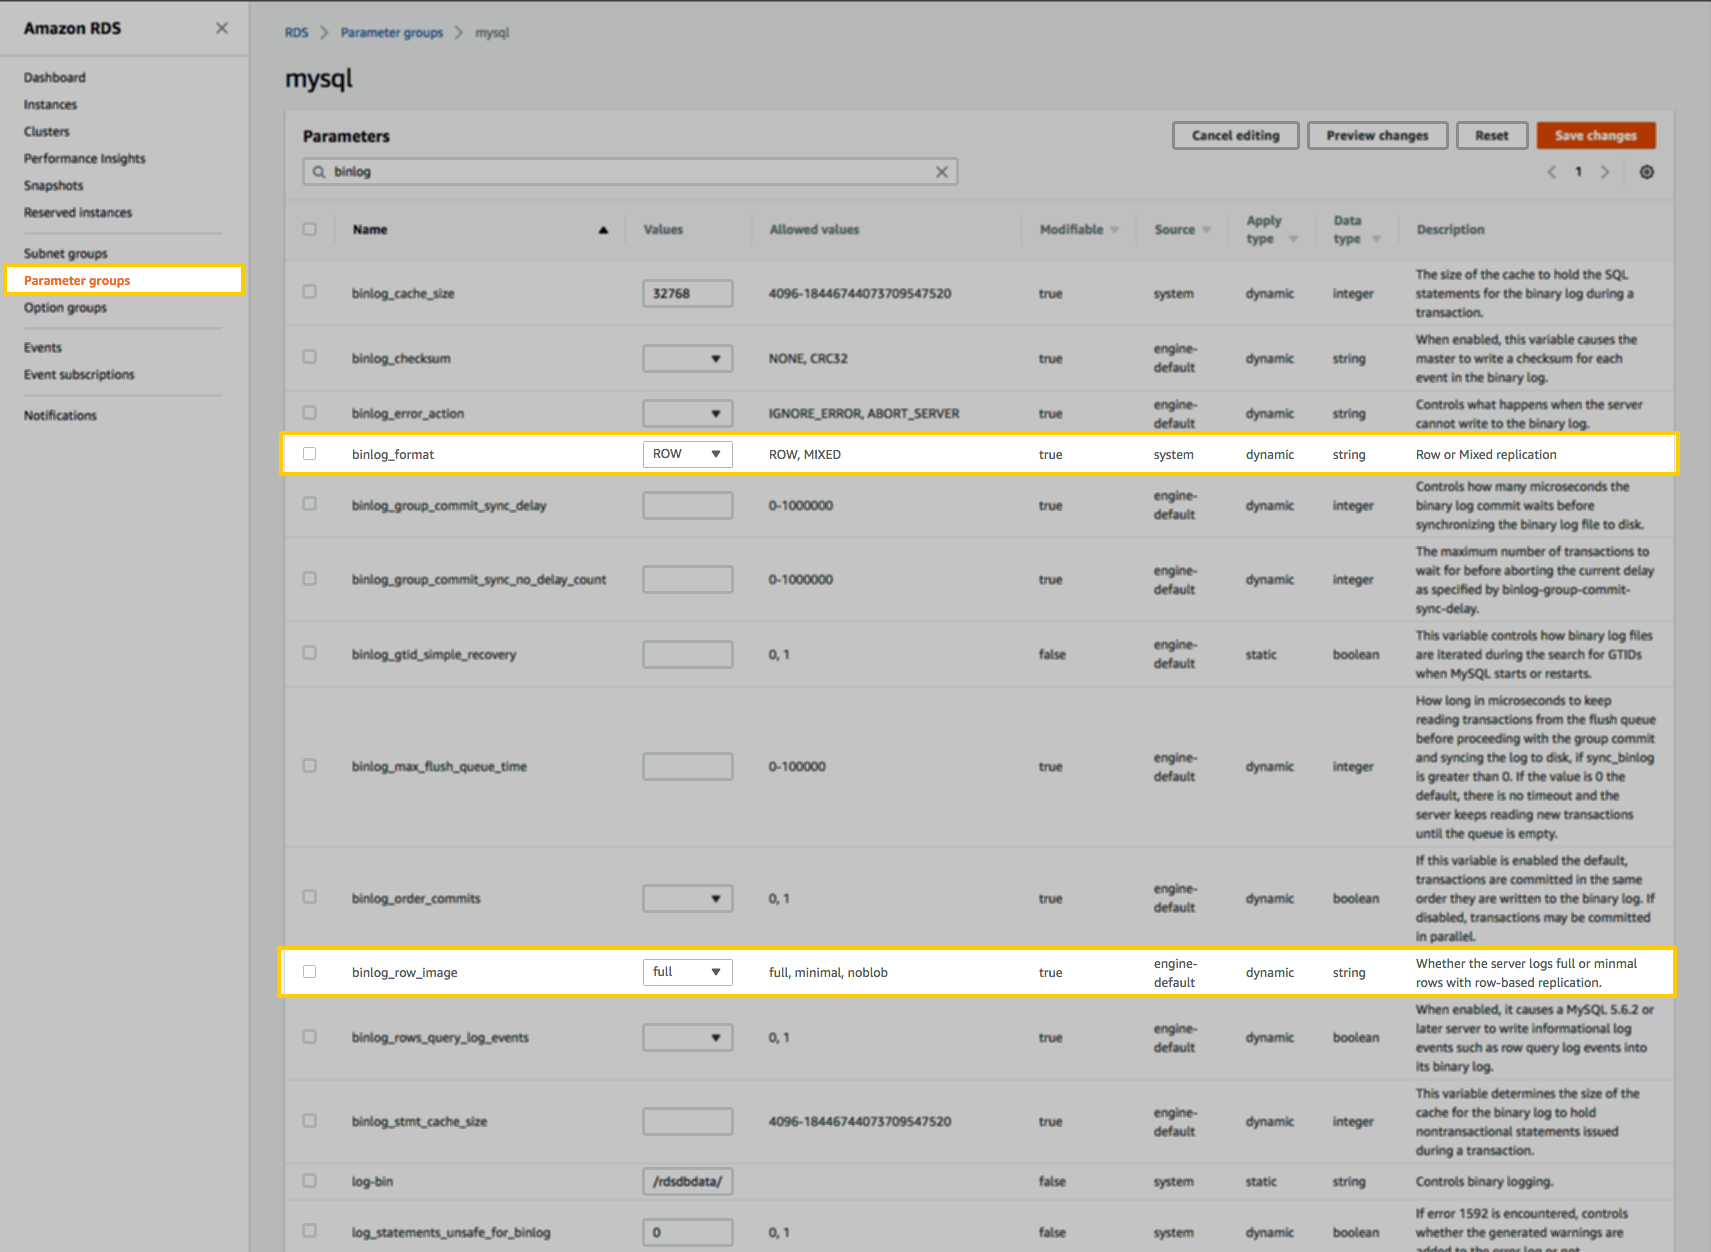 Amazon RDS
Dashboard
Instances
Clusters
Performance Insights
Snapshots
Reserved instances
Subnet groups
Parameter groups
Option groups
Events
Event subscriptions
Notifications
RDS > Parameter groups > mysql
mysql
Parameters
Cancel editing Preview changes Reset Save changes
binlog
1
Name Values Allowed values Modifiable Source Apply type Data type Description
binlog_cache_size 32768 4096-18446744073709547520 true system dynamic integer The size of the cache to hold the SQL
statements for the binary log during a
transaction.
binlog_checksum NONE, CRC32 true engine-default dynamic string When enabled, this variable causes the
master to write a checksum for each
event in the binary log.
binlog_error_action IGNORE_ERROR, ABORT_SERVER true engine-default dynamic string Controls what happens when the server
cannot write to the binary log.
binlog_format ROW ROW, MIXED true system dynamic string Row or Mixed replication
binlog_group_commit_sync_delay 0-1000000 true engine-default dynamic integer Controls how many microseconds the
binary log commit waits before
synchronizing the binary log file to disk.
binlog_group_commit_sync_no_delay_count 0-1000000 true engine-default dynamic integer The maximum number of transactions to
wait for before aborting the current delay
as specified by binlog-group-commit-
sync-delay.
binlog_gtid_simple_recovery 0, 1 false engine-default static boolean This variable controls how binary log files
are iterated during the search for GTIDs
when MySQL starts or restarts.
binlog_max_flush_queue_time 0-100000 true engine-default dynamic integer How long in microseconds to keep
reading transactions from the flush queue
before proceeding with the group commit
and syncing the log to disk, if sync_binlog
is greater than 0. If the value is 0 the
default, there is no timeout and the
server keeps reading new transactions
until the queue is empty.
binlog_order_commits 0, 1 true engine-default dynamic boolean If this variable is enabled the default,
transactions are committed in the same
order they are written to the binary log. If
disabled, transactions may be committed
in parallel.
binlog_row_image full full, minimal, noblob true engine-default dynamic string Whether the server logs full or minmal
rows with row-based replication.
binlog_rows_query_log_events 0, 1 true engine-default dynamic boolean When enabled, it causes a MySQL 5.6.2 or
later server to write informational log
events such as row query log events into
its binary log.
binlog_stmt_cache_size 4096-18446744073709547520 true engine-default dynamic integer This variable determines the size of the
cache for the binary log to hold
nontransactional statements issued
during a transaction.
log-bin /rdsdbdata/ false system static string Controls binary logging.
log_statements_unsafe_for_binlog 0 0, 1 false system dynamic boolean If error 1592 is encountered, controls
whether the generated warnings are
added to the error log or not.